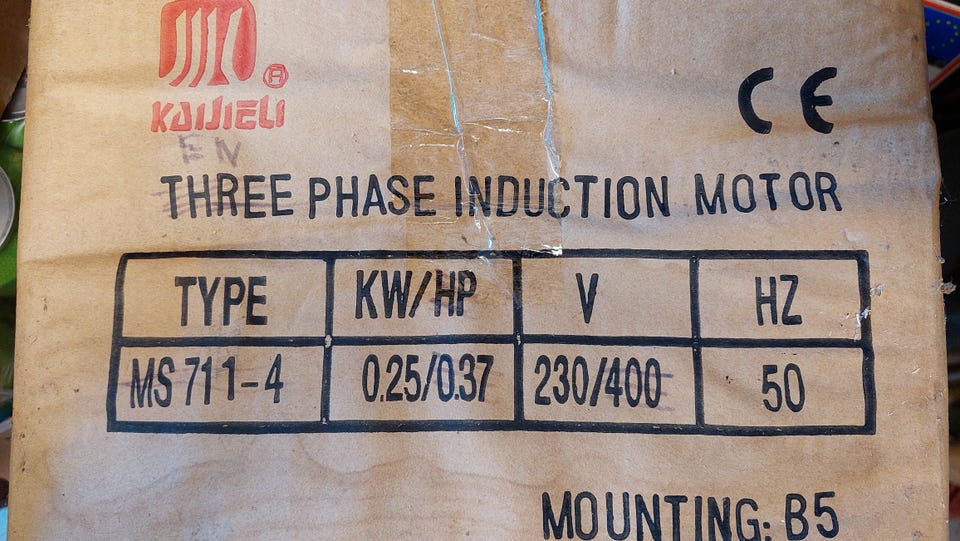 KAIJIELI
EN
THREE PHASE INDUCTION MOTOR
CE
TYPE KW/HP V HZ
MS 711-4 0.25/0.37 230/400 50
MOUNTING: B5